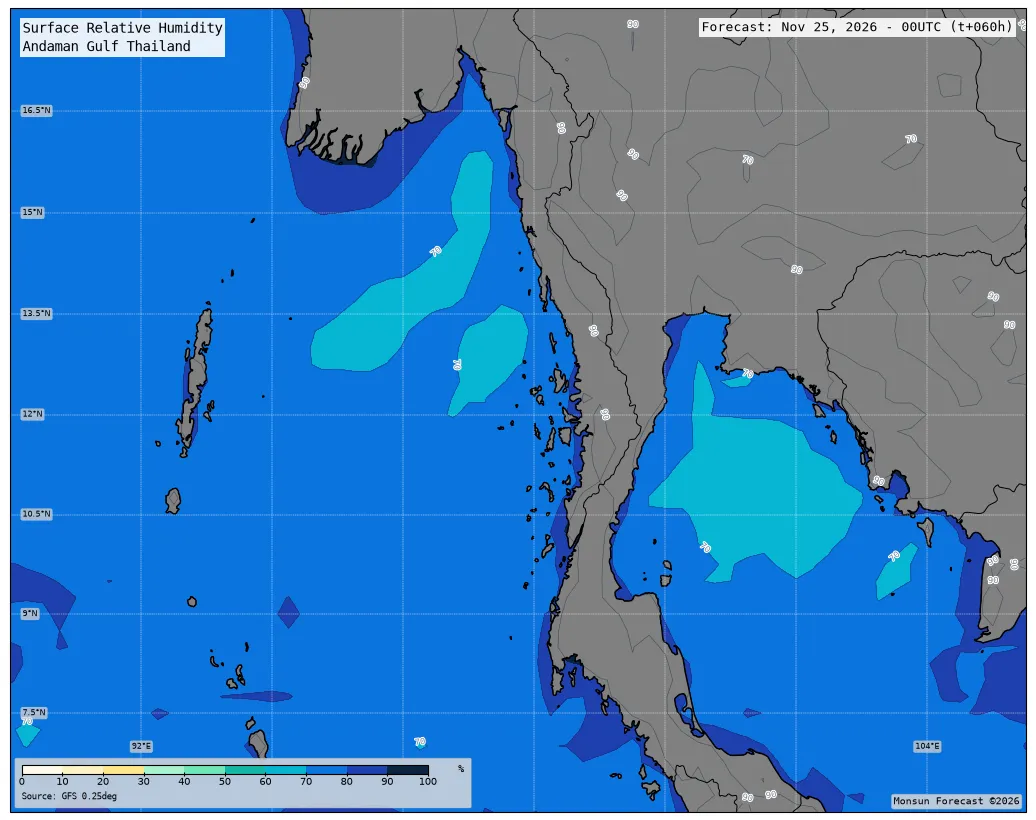 Surface Relative Humidity
Andaman Gulf Thailand
Forecast: Nov 25, 2026 - 00UTC (t+060h)
90
90
16.5°N
90
70
90
70
90
15°N
70
90
90
13.5°N
90
90
70
70
12°N
90
90
10.5°N
70
70
90
90
90
9°N
7.5°N
70
70
92°E
104°E
%
0 10 20 30 40 50 60 70 80 90 100
90
90
Source: GFS 0.25deg
Monsun Forecast ©2026